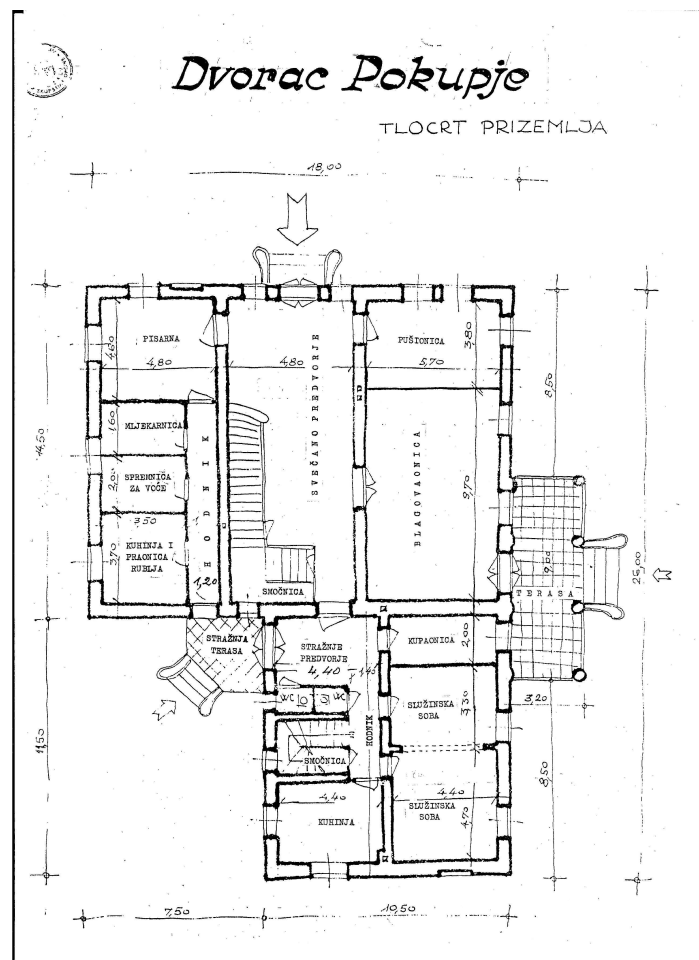 Dvorac Pokupje
TLOCRT PRIZEMLJA
18,00
PISARNA
4,60
4,80
4,80
SVEČANO PREDVORJE
PUŠIONICA
3,80
5,70
8,50
14,50
MLJEKARNICA
1,60
HODNIK
SPREMNICA
ZA VOĆE
2,00
3,50
KUHINJA I
PRAONICA
RUBLJA
3,70
1,20
SMOČNICA
BLAGOVAONICA
9,70
9,00
TERASA
25,00
STRAŽNJA
TERASA
STRAŽNJE
PREDVORJE
4,40
1,45
KUPAONICA
2,00
WC
WC
HODNIK
SLUŽINSKA
SOBA
3,30
3,20
SMOČNICA
11,50
4,40
KUHINJA
4,40
SLUŽINSKA
SOBA
4,70
8,50
7,50
10,50